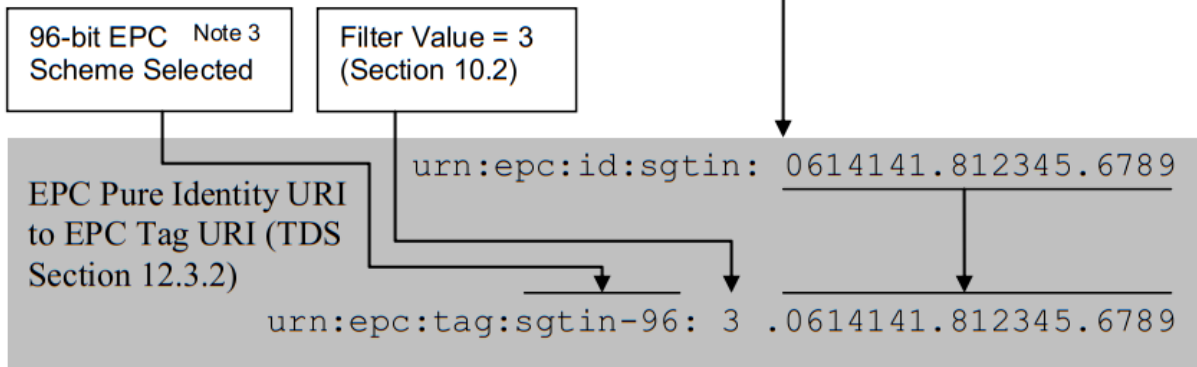 96-bit EPC Note 3
Scheme Selected
Filter Value = 3
(Section 10.2)
urn:epc:id:sgtin: 0614141.812345.6789
EPC Pure Identity URI
to EPC Tag URI (TDS
Section 12.3.2)
urn:epc:tag:sgtin-96: 3 .0614141.812345.6789